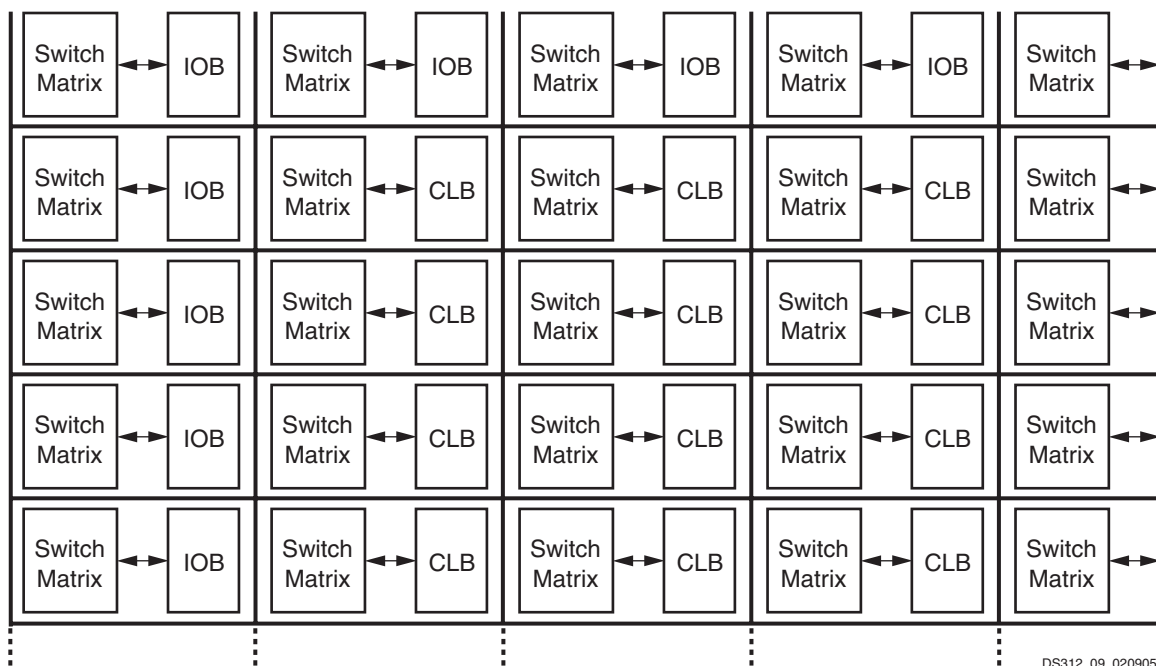 Switch Matrix IOB Switch Matrix IOB Switch Matrix IOB Switch Matrix IOB Switch Matrix
Switch Matrix IOB Switch Matrix CLB Switch Matrix CLB Switch Matrix CLB Switch Matrix
Switch Matrix IOB Switch Matrix CLB Switch Matrix CLB Switch Matrix CLB Switch Matrix
Switch Matrix IOB Switch Matrix CLB Switch Matrix CLB Switch Matrix CLB Switch Matrix
Switch Matrix IOB Switch Matrix CLB Switch Matrix CLB Switch Matrix CLB Switch Matrix
DS312_09_020905